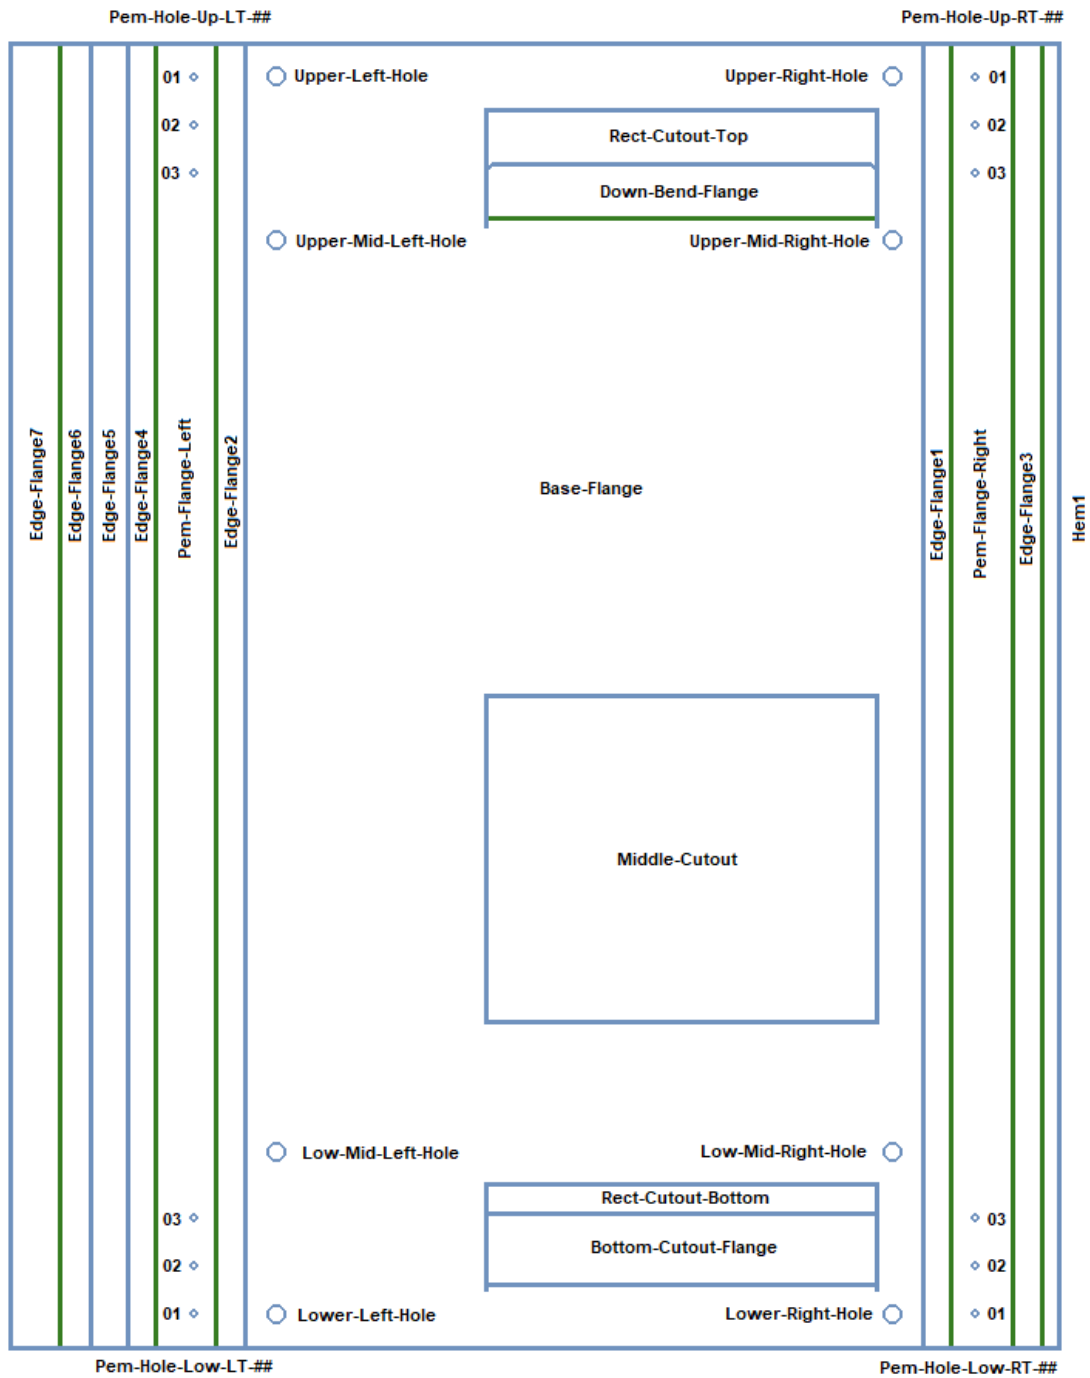 Pem-Hole-Up-LT-##
Pem-Hole-Up-RT-##
01
Upper-Left-Hole
Upper-Right-Hole
01
02
Rect-Cutout-Top
02
03
Down-Bend-Flange
03
Upper-Mid-Left-Hole
Upper-Mid-Right-Hole
Edge-Flange7
Edge-Flange6
Edge-Flange5
Edge-Flange4
Pem-Flange-Left
Edge-Flange2
Base-Flange
Edge-Flange1
Pem-Flange-Right
Edge-Flange3
Hem1
Middle-Cutout
Low-Mid-Left-Hole
Low-Mid-Right-Hole
Rect-Cutout-Bottom
03
Bottom-Cutout-Flange
03
02
02
01
Lower-Left-Hole
Lower-Right-Hole
01
Pem-Hole-Low-LT-##
Pem-Hole-Low-RT-##